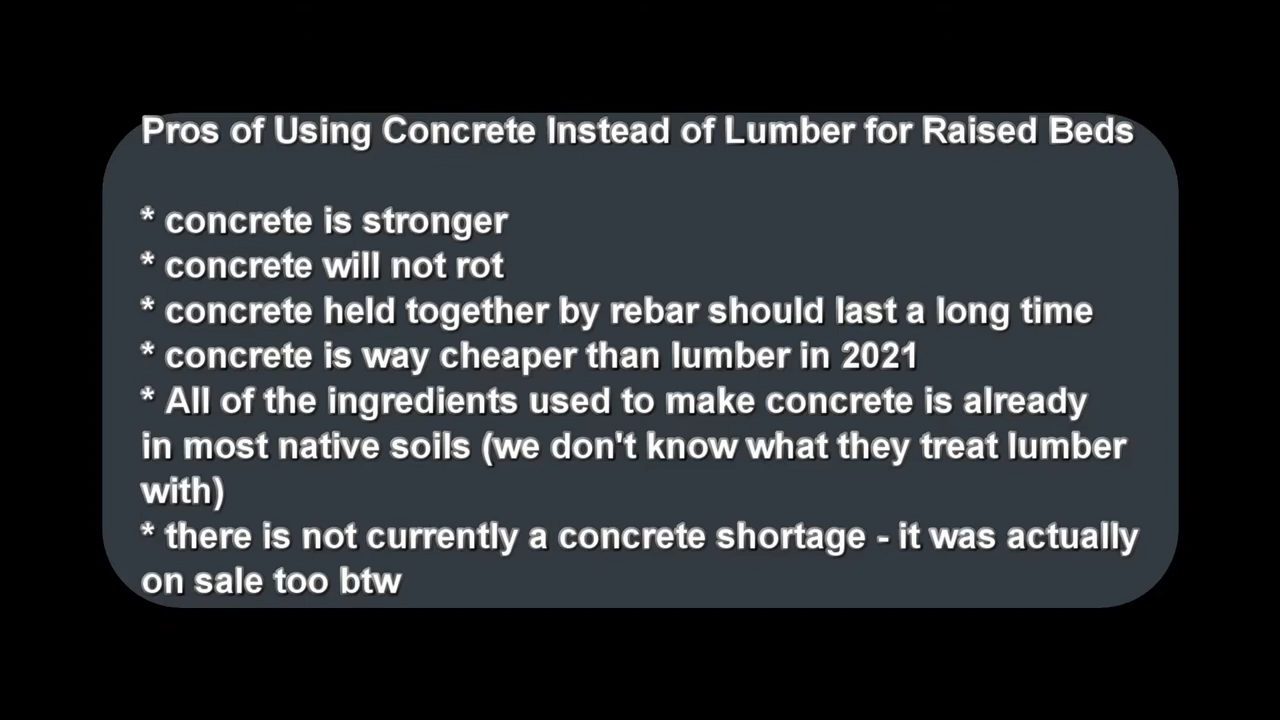 Pros of Using Concrete Instead of Lumber for Raised Beds
* concrete is stronger
* concrete will not rot
* concrete held together by rebar should last a long time
* concrete is way cheaper than lumber in 2021
* All of the ingredients used to make concrete is already
in most native soils (we don't know what they treat lumber
with)
* there is not currently a concrete shortage - it was actually
on sale too btw